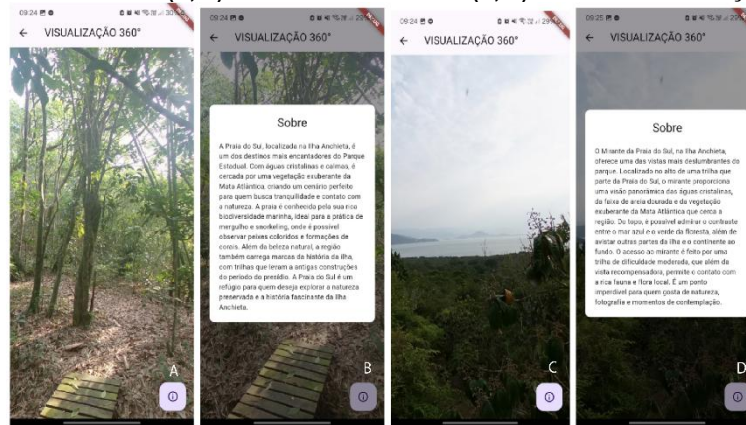 09:24
← VISUALIZAÇÃO 360°
A
09:24
← VISUALIZAÇÃO 360°
Sobre
A Praia do Sul, localizada na Ilha Anchieta, é
um dos destinos mais encantadores do Parque
Estadual. Com águas cristalinas e calmas, é
cercada por uma vegetação exuberante da
Mata Atlântica, criando um cenário perfeito
para quem busca tranquilidade e contato com
a natureza. A praia é conhecida pela sua rica
biodiversidade marinha, ideal para a prática de
mergulho e snorkeling, onde é possível
observar peixes coloridos e formações de
corais. Além da beleza natural, a região
também carrega marcas da história da ilha,
com trilhas que levam a antigas construções
do período do presídio. A Praia do Sul é um
refúgio para quem deseja explorar a natureza
preservada e a história fascinante da Ilha
Anchieta.
B
09:24
← VISUALIZAÇÃO 360°
C
09:25
← VISUALIZAÇÃO 360°
Sobre
O Mirante da Praia do Sul, na Ilha Anchieta,
oferece uma das vistas mais deslumbrantes do
parque. Localizado no alto de uma trilha que
parte da Praia do Sul, o mirante proporciona
uma visão panorâmica das águas cristalinas,
da faixa de areia dourada e da vegetação
exuberante da Mata Atlântica que cerca a
região. Do topo, é possível admirar o contraste
entre o mar azul e o verde da floresta, além de
avistar outras partes da ilha e o continente ao
fundo. O acesso ao mirante é feito por uma
trilha de dificuldade moderada, que além da
vista recompensadora, permite o contato com
a rica fauna e flora local. É um ponto
imperdível para quem gosta de natureza,
fotografia e momentos de contemplação.
D